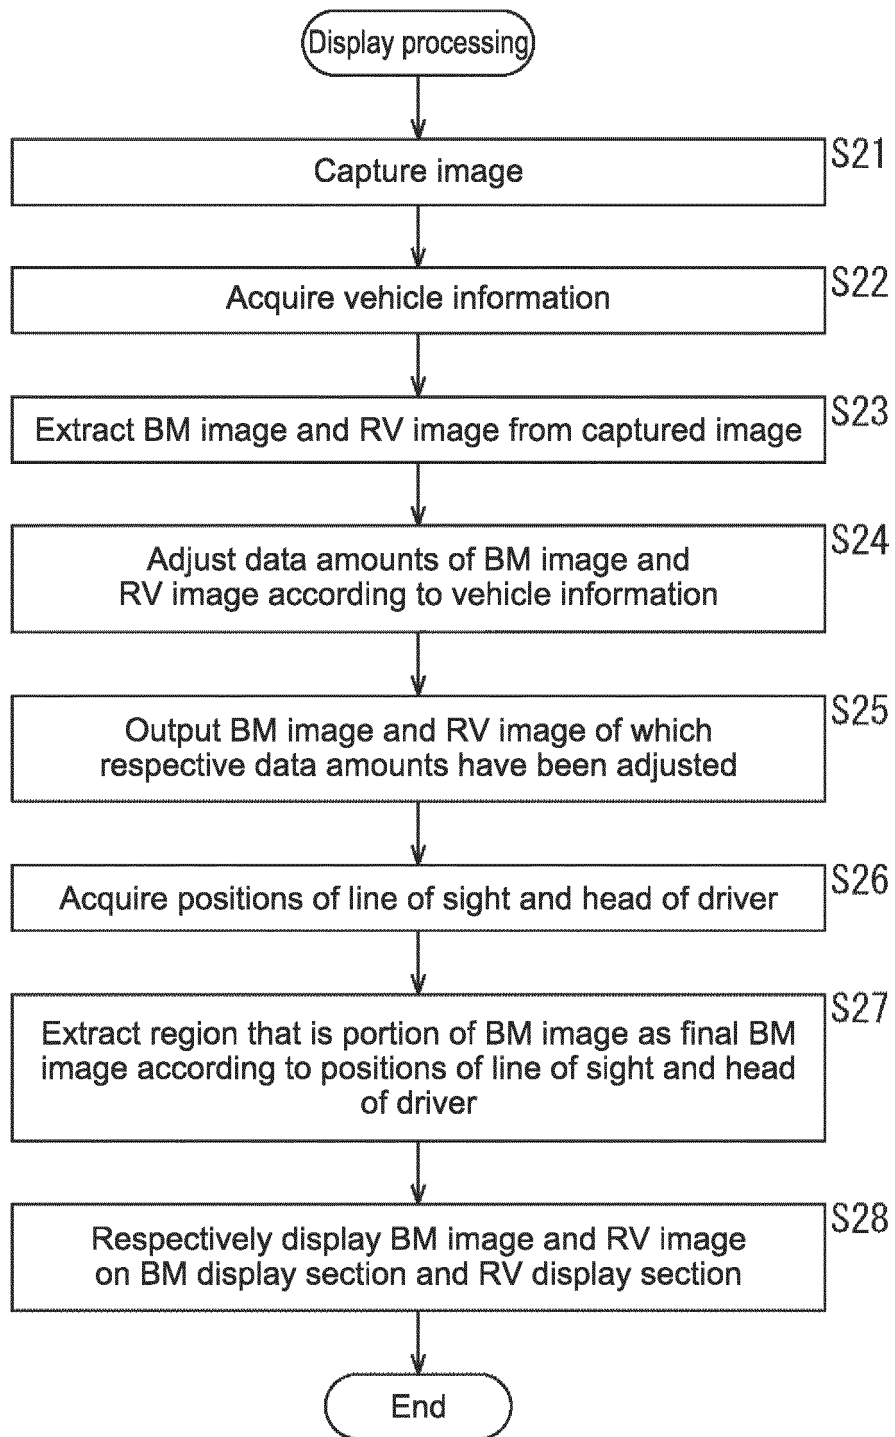 Display processing
S21
Capture image
S22
Acquire vehicle information
S23
Extract BM image and RV image from captured image
S24
Adjust data amounts of BM image and
RV image according to vehicle information
S25
Output BM image and RV image of which
respective data amounts have been adjusted
S26
Acquire positions of line of sight and head of driver
S27
Extract region that is portion of BM image as final BM
image according to positions of line of sight and head
of driver
S28
Respectively display BM image and RV image
on BM display section and RV display section
End